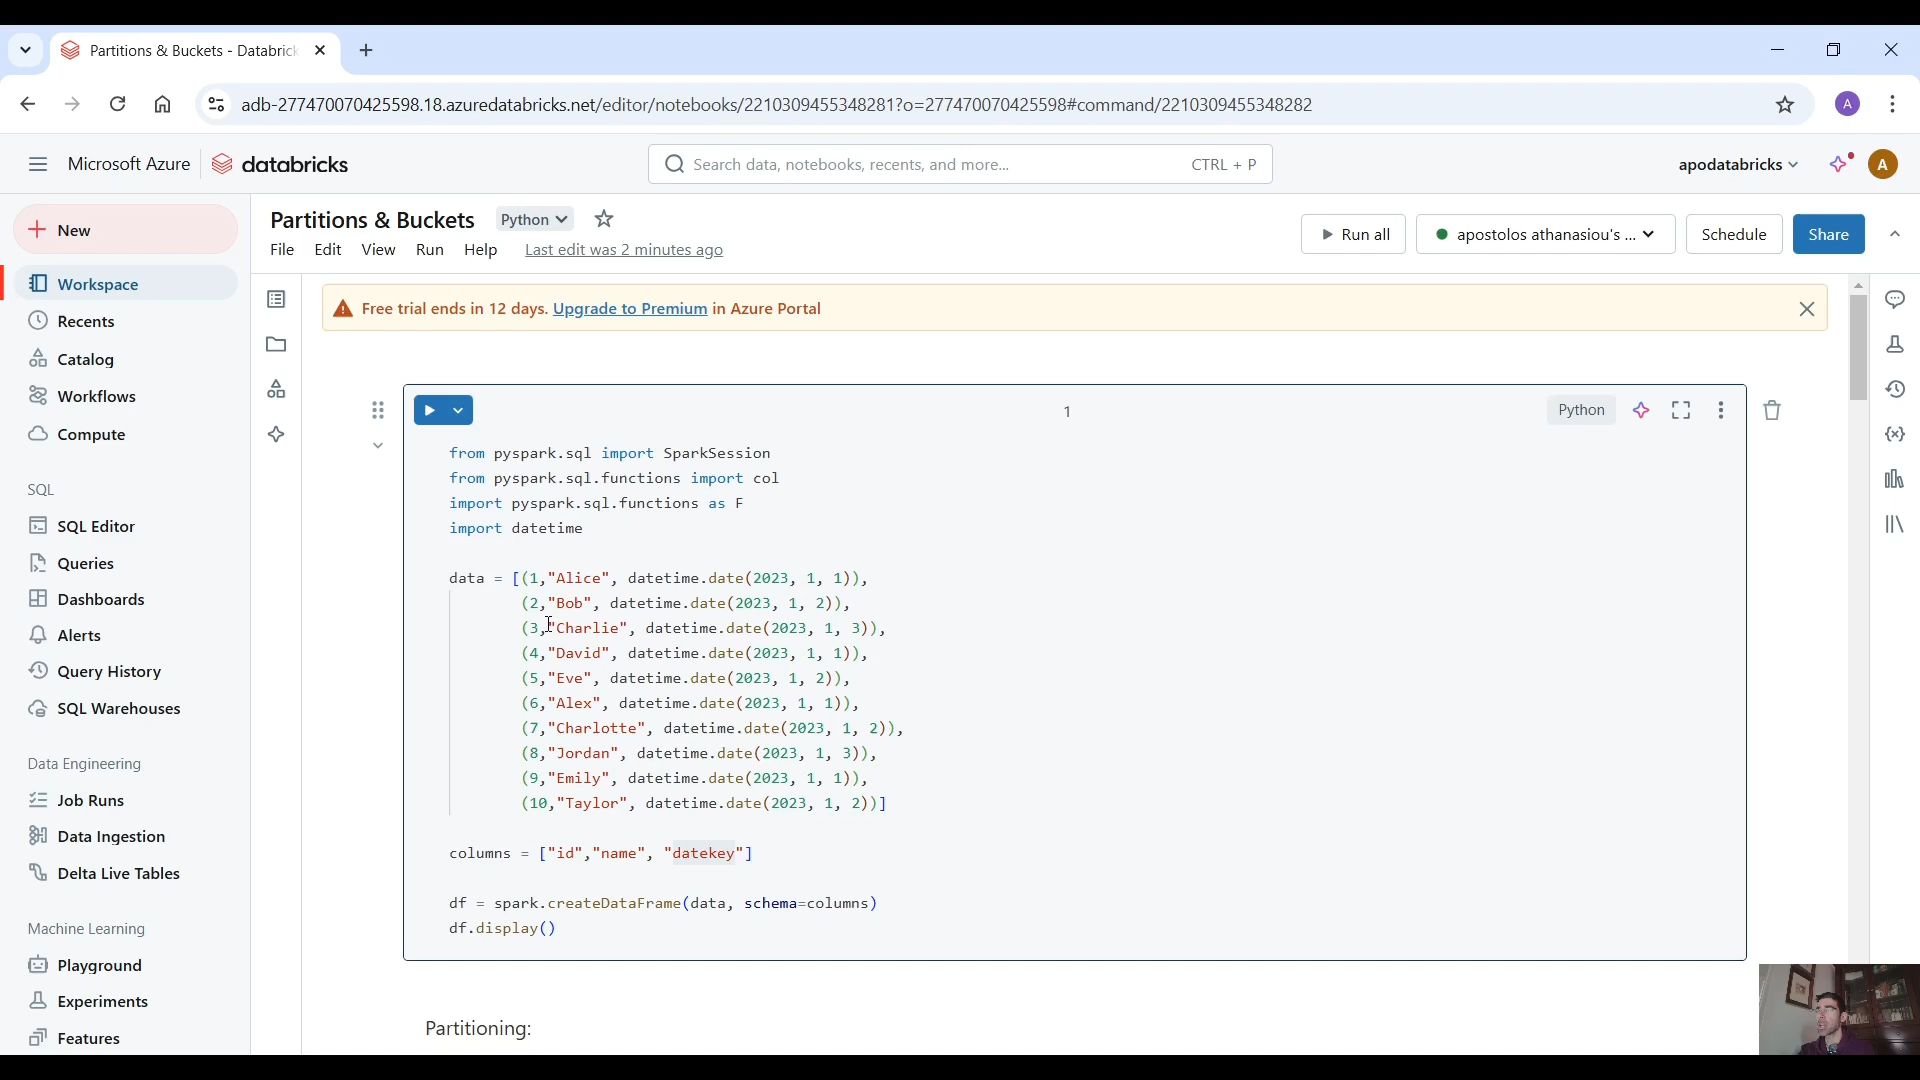 Partitions & Buckets - Databric
adb-277470070425598.18.azuredatabricks.net/editor/notebooks/2210309455348281?o=277470070425598#command/2210309455348282
A
Microsoft Azure databricks
Search data, notebooks, recents, and more... CTRL + P
apodatabricks
A
New
Workspace
Recents
Catalog
Workflows
Compute
SQL
SQL Editor
Queries
Dashboards
Alerts
Query History
SQL Warehouses
Data Engineering
Job Runs
Data Ingestion
Delta Live Tables
Machine Learning
Playground
Experiments
Features
Partitions & Buckets Python
File Edit View Run Help Last edit was 2 minutes ago
Run all apostolos athanasiou's ... Schedule Share
Free trial ends in 12 days. Upgrade to Premium in Azure Portal
1 Python
from pyspark.sql import SparkSession
from pyspark.sql.functions import col
import pyspark.sql.functions as F
import datetime
data = [(1,"Alice", datetime.date(2023, 1, 1)),
(2,"Bob", datetime.date(2023, 1, 2)),
(3,"Charlie", datetime.date(2023, 1, 3)),
(4,"David", datetime.date(2023, 1, 1)),
(5,"Eve", datetime.date(2023, 1, 2)),
(6,"Alex", datetime.date(2023, 1, 1)),
(7,"Charlotte", datetime.date(2023, 1, 2)),
(8,"Jordan", datetime.date(2023, 1, 3)),
(9,"Emily", datetime.date(2023, 1, 1)),
(10,"Taylor", datetime.date(2023, 1, 2))]
columns = ["id","name", "datekey"]
df = spark.createDataFrame(data, schema=columns)
df.display()
Partitioning: